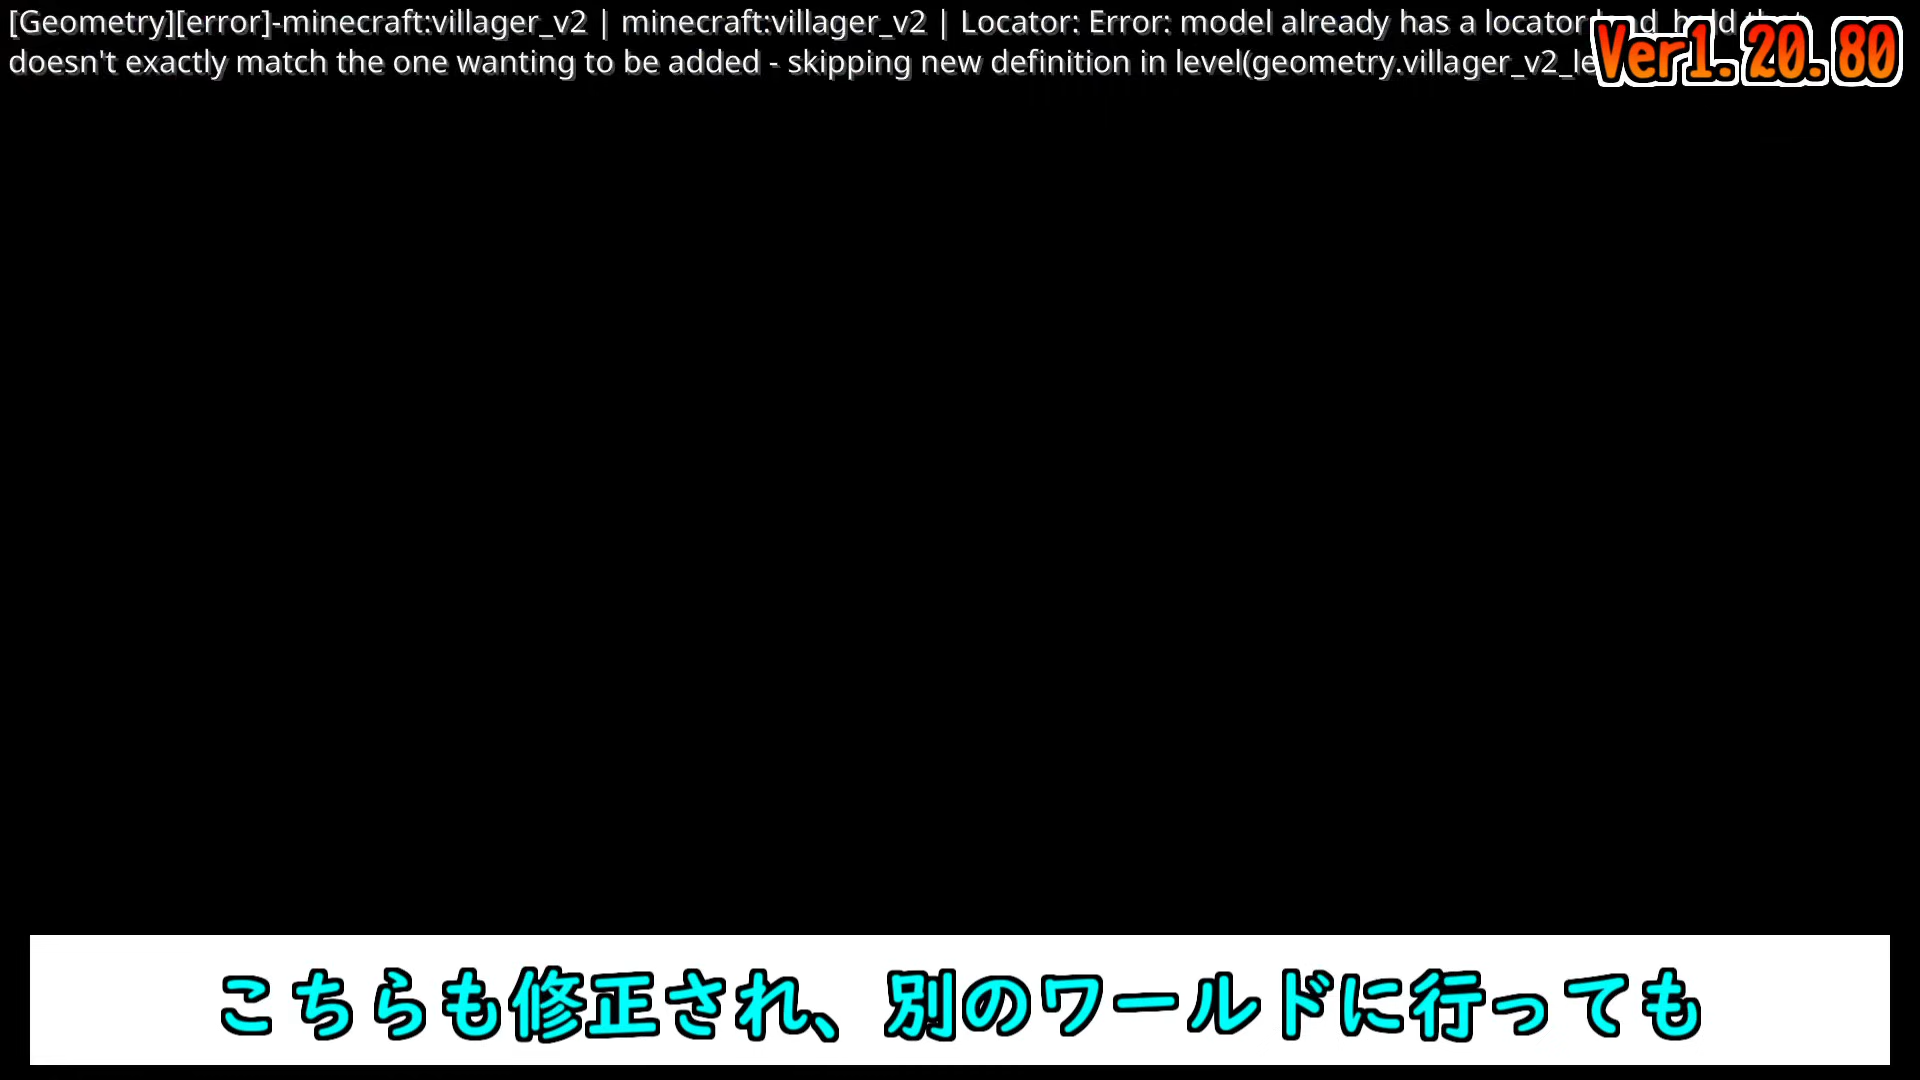 [Geometry][error]-minecraft:villager_v2 | minecraft:villager_v2 | Locator: Error: model already has a locator
doesn't exactly match the one wanting to be added - skipping new definition in level(geometry.villager_v2_le
Ver1.20.80
こちらも修正され、別のワールドに行っても